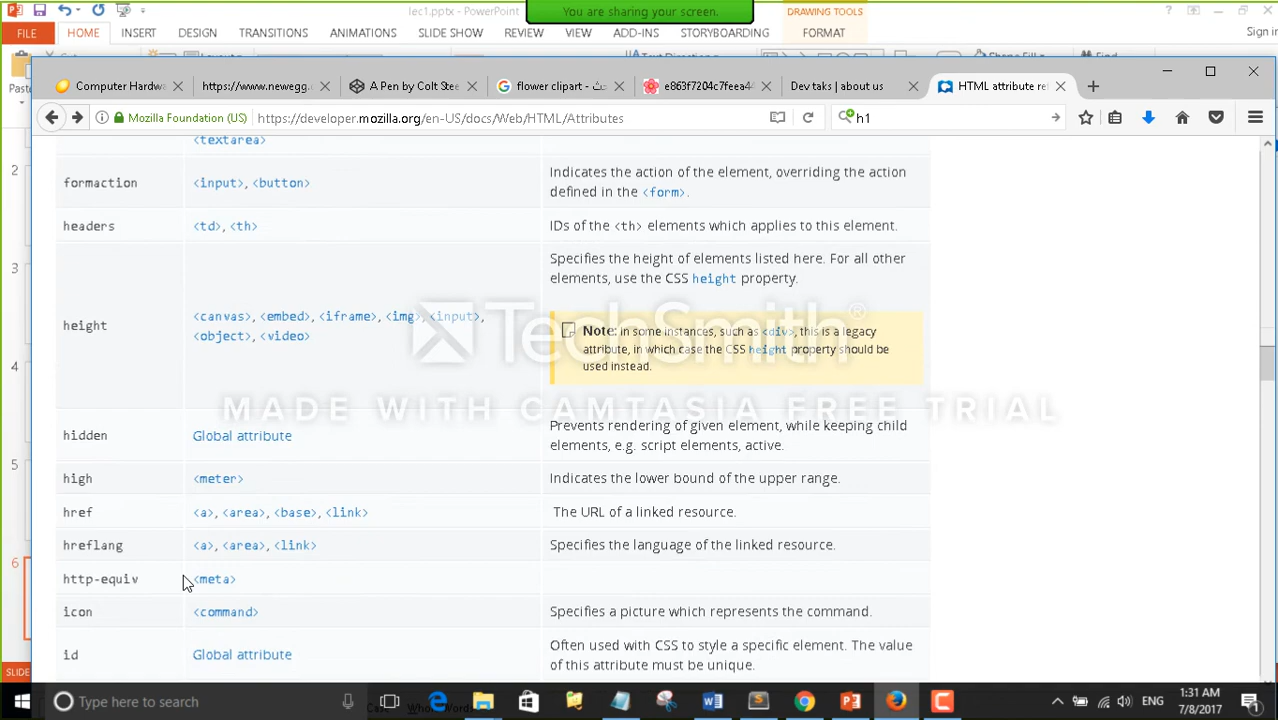 lec1.pptx - PowerPoint
You are sharing your screen.
DRAWING TOOLS
FILE HOME INSERT DESIGN TRANSITIONS ANIMATIONS SLIDE SHOW REVIEW VIEW ADD-INS STORYBOARDING FORMAT
Sign in
Computer Hardw
https://www.newegg.c
A Pen by Colt Stee
flower clipart
e863f7204c7feea4
Dev taks | about us
HTML attribute re
Mozilla Foundation (US)
https://developer.mozilla.org/en-US/docs/Web/HTML/Attributes
h1
<textarea>
formaction <input>, <button> Indicates the action of the element, overriding the action
defined in the <form>.
headers <td>, <th> IDs of the <th> elements which applies to this element.
Specifies the height of elements listed here. For all other
elements, use the CSS height property.
height <canvas>, <embed>, <iframe>, <img>, <input>,
<object>, <video>
Note: in some instances, such as <div>, this is a legacy
attribute, in which case the CSS height property should be
used instead.
TechSmith®
MADE WITH CAMTASIA FREE TRIAL
hidden Global attribute Prevents rendering of given element, while keeping child
elements, e.g. script elements, active.
high <meter> Indicates the lower bound of the upper range.
href <a>, <area>, <base>, <link> The URL of a linked resource.
hreflang <a>, <area>, <link> Specifies the language of the linked resource.
http-equiv <meta>
icon <command> Specifies a picture which represents the command.
id Global attribute Often used with CSS to style a specific element. The value
of this attribute must be unique.
2
3
4
5
6
SLIDE
Type here to search
ENG
1:31 AM
7/8/2017